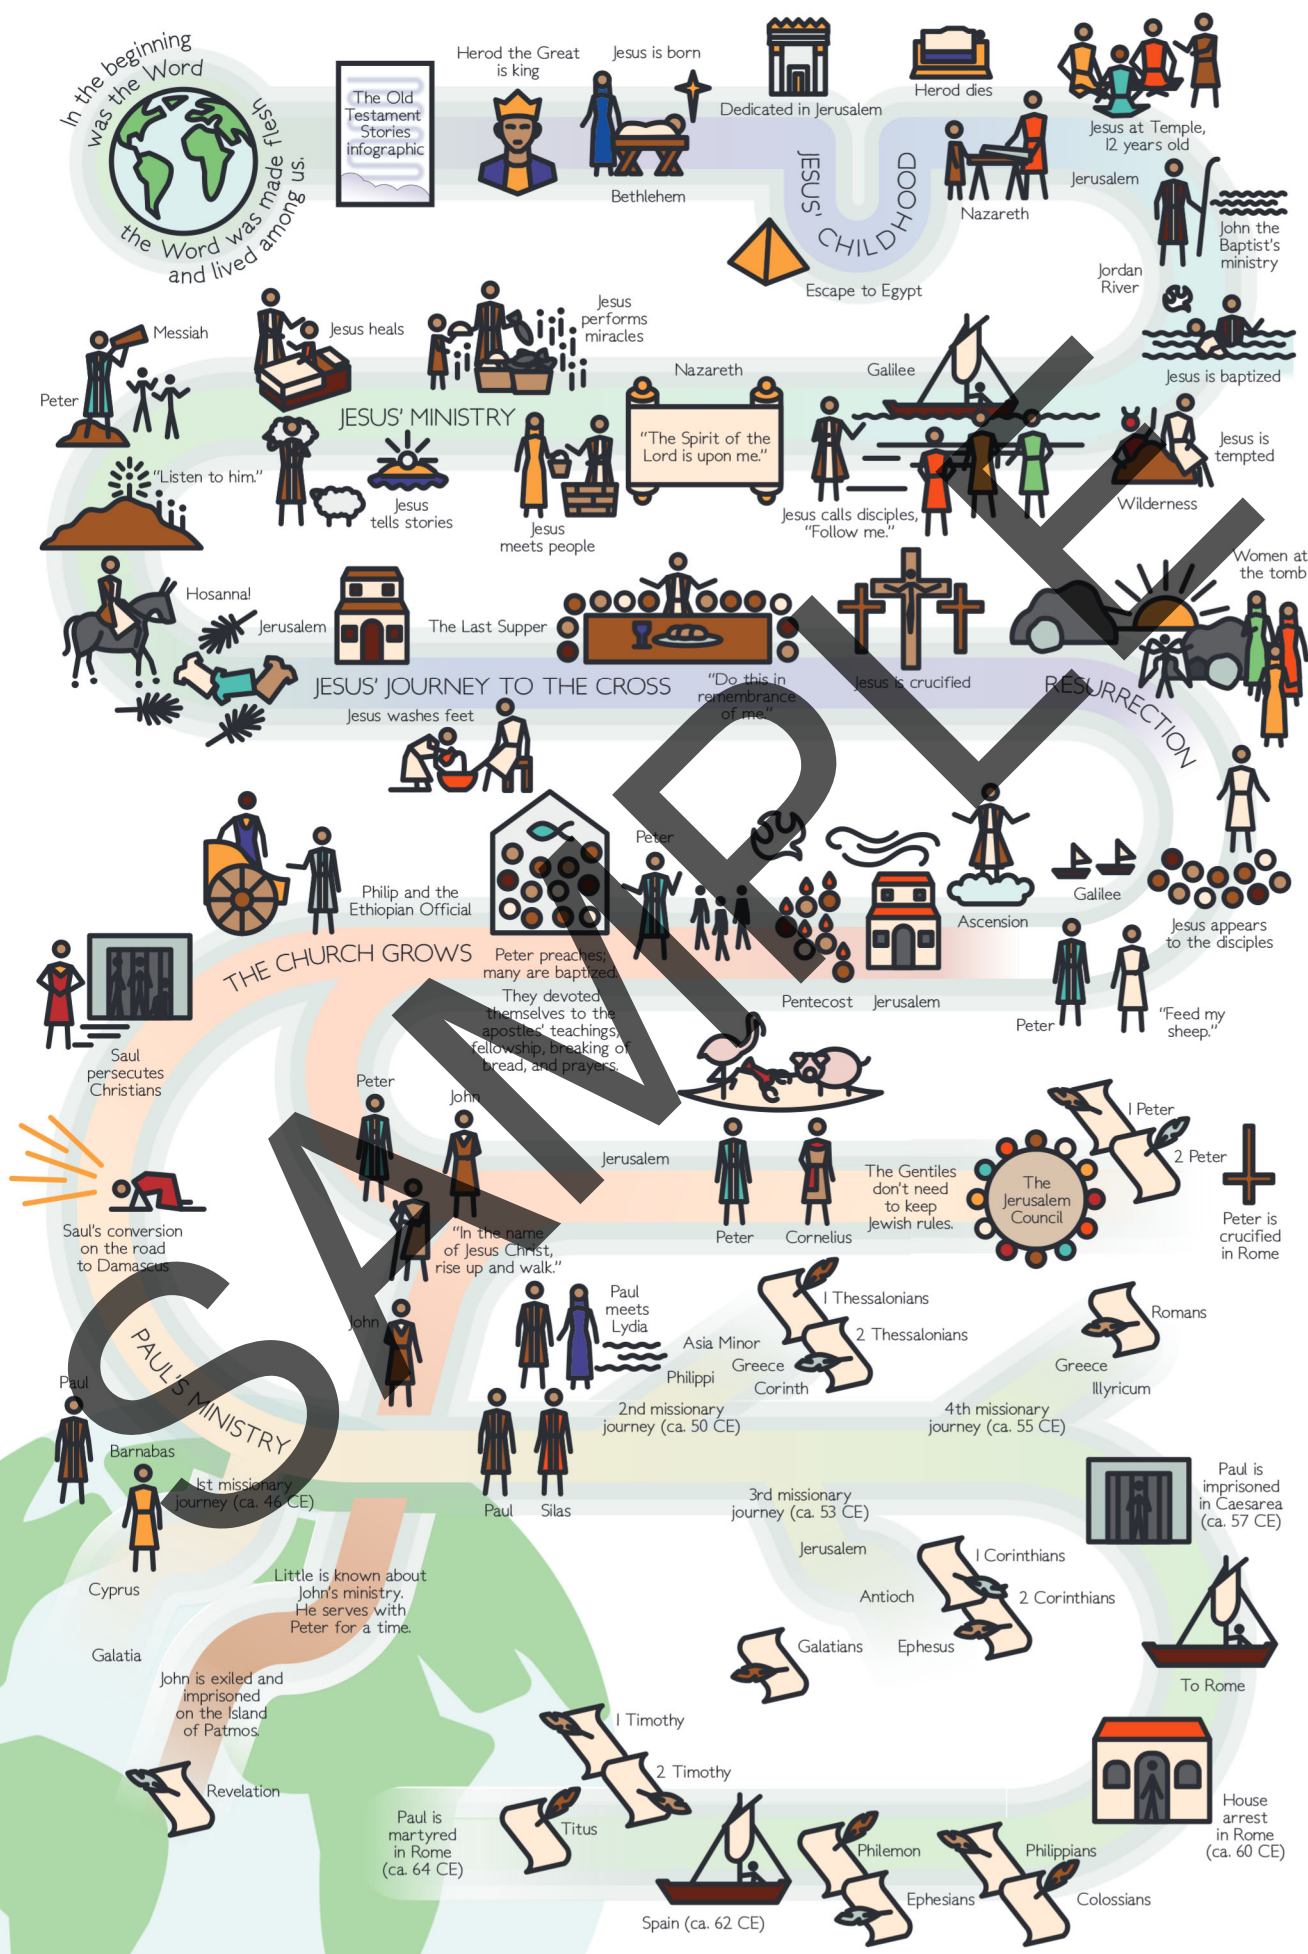 In the beginning
was the Word
the Word was made flesh
and lived among us.
The Old
Testament
Stories
infographic
Herod the Great
is king
Jesus is born
Bethlehem
Dedicated in Jerusalem
JESUS' CHILDHOOD
Escape to Egypt
Herod dies
Nazareth
Jesus at Temple,
12 years old
Jerusalem
John the
Baptist's
ministry
Jordan
River
Jesus is baptized
Jesus is
tempted
Wilderness
Galilee
Jesus calls disciples,
"Follow me."
Nazareth
"The Spirit of the
Lord is upon me."
Jesus
performs
miracles
Jesus heals
JESUS' MINISTRY
Jesus
meets people
Jesus
tells stories
Messiah
Peter
"Listen to him."
Hosanna!
Jerusalem
The Last Supper
JESUS' JOURNEY TO THE CROSS
Jesus washes feet
"Do this in
remembrance
of me."
Jesus is crucified
RESURRECTION
Women at
the tomb
Jesus appears
to the disciples
Galilee
"Feed my
sheep."
Peter
Ascension
Pentecost
Jerusalem
Peter
Peter preaches;
many are baptized.
They devoted
themselves to the
apostles' teachings,
fellowship, breaking of
bread, and prayers.
Philip and the
Ethiopian Official
THE CHURCH GROWS
Saul
persecutes
Christians
Saul's conversion
on the road
to Damascus
Peter
John
"In the name
of Jesus Christ,
rise up and walk."
Jerusalem
Peter
Cornelius
The Gentiles
don't need
to keep
Jewish rules.
The
Jerusalem
Council
1 Peter
2 Peter
Peter is
crucified
in Rome
John
PAUL'S MINISTRY
Paul
Barnabas
1st missionary
journey (ca. 46 CE)
Cyprus
Galatia
Paul
meets
Lydia
Asia Minor
Greece
Philippi
Corinth
1 Thessalonians
2 Thessalonians
2nd missionary
journey (ca. 50 CE)
Paul
Silas
Romans
Greece
Illyricum
4th missionary
journey (ca. 55 CE)
3rd missionary
journey (ca. 53 CE)
Jerusalem
Antioch
Ephesus
1 Corinthians
2 Corinthians
Galatians
Paul is
imprisoned
in Caesarea
(ca. 57 CE)
To Rome
House
arrest
in Rome
(ca. 60 CE)
Philippians
Colossians
Philemon
Ephesians
Spain (ca. 62 CE)
1 Timothy
2 Timothy
Titus
Paul is
martyred
in Rome
(ca. 64 CE)
Little is known about
John's ministry.
He serves with
Peter for a time.
John is exiled and
imprisoned
on the Island
of Patmos.
Revelation
SAMPLE